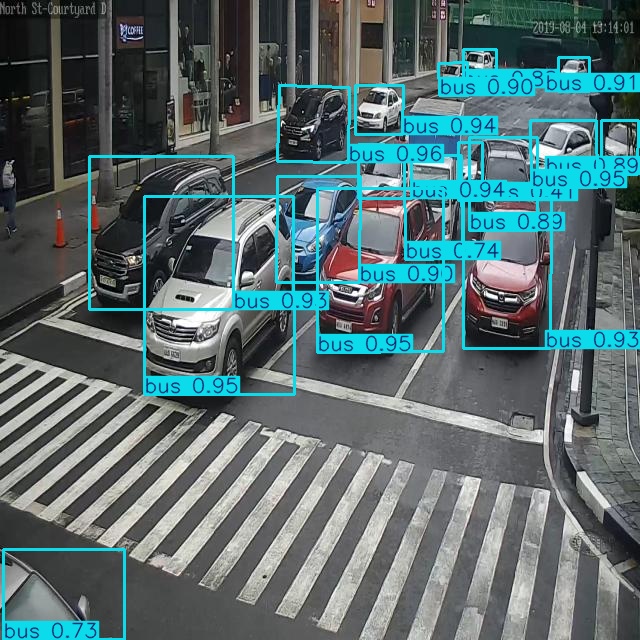 North St-Courtyard D
2019-08-04 13:14:01
COFFEE
bus 0.90
bus 0.91
bus 0.94
bus 0.96
bus 0.89
bus 0.95
bus 0.94
bus 0.89
bus 0.74
bus 0.90
bus 0.93
bus 0.95
bus 0.93
bus 0.95
bus 0.73